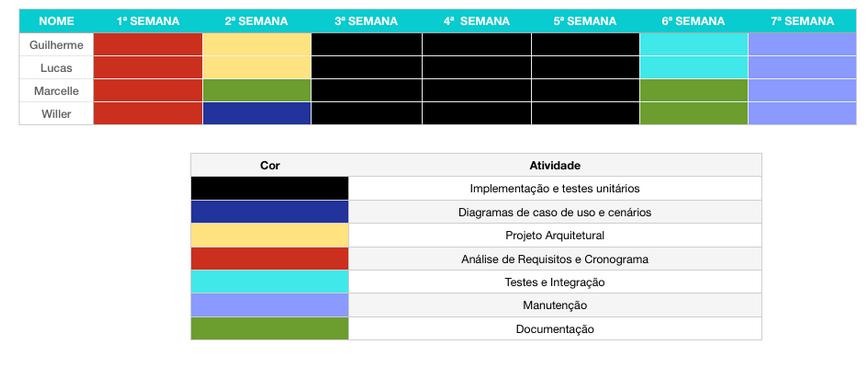 NOME 1ª SEMANA 2ª SEMANA 3ª SEMANA 4ª SEMANA 5ª SEMANA 6ª SEMANA 7ª SEMANA
Guilherme
Lucas
Marcelle
Willer
Cor Atividade
Implementação e testes unitários
Diagramas de caso de uso e cenários
Projeto Arquitetural
Análise de Requisitos e Cronograma
Testes e Integração
Manutenção
Documentação